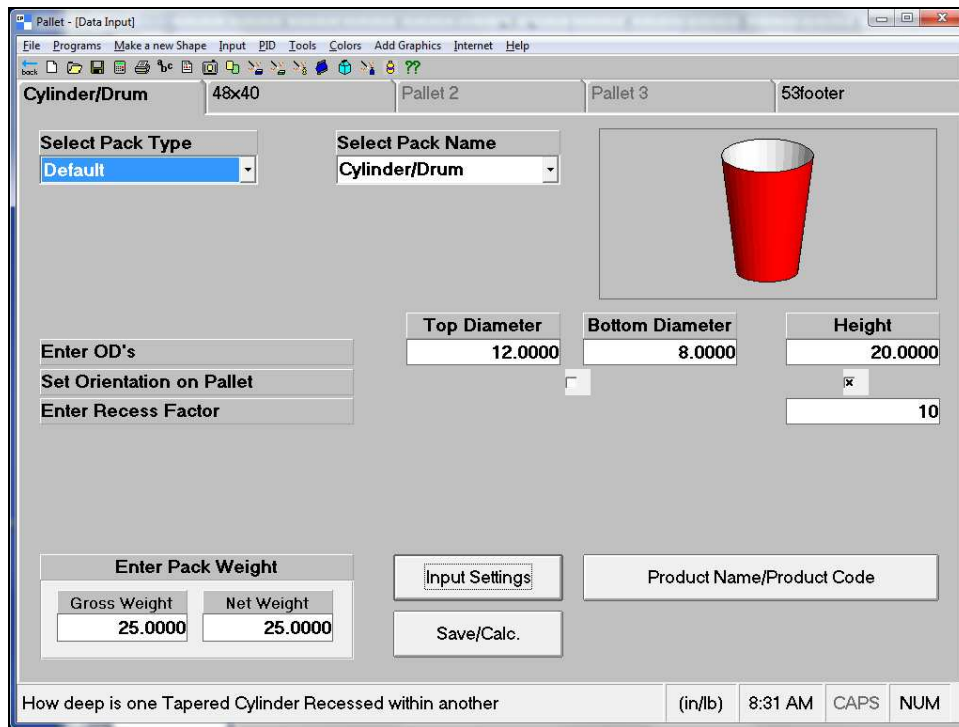 Pallet - [Data Input]
File Programs Make a new Shape Input PID Tools Colors Add Graphics Internet Help
back ??
Cylinder/Drum 48x40 Pallet 2 Pallet 3 53footer
Select Pack Type Select Pack Name
Default Cylinder/Drum
Top Diameter Bottom Diameter Height
Enter OD's 12.0000 8.0000 20.0000
Set Orientation on Pallet
Enter Recess Factor 10
Enter Pack Weight Input Settings Product Name/Product Code
Gross Weight Net Weight
25.0000 25.0000 Save/Calc.
How deep is one Tapered Cylinder Recessed within another (in/lb) 8:31 AM CAPS NUM